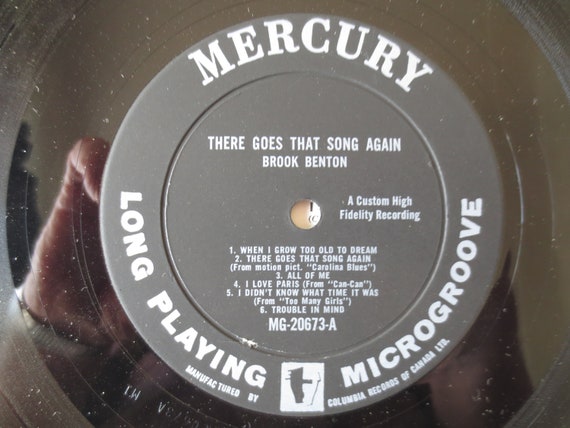 MERCURY
THERE GOES THAT SONG AGAIN
BROOK BENTON
A Custom High
Fidelity Recording
1. WHEN I GROW TOO OLD TO DREAM
2. THERE GOES THAT SONG AGAIN
(From motion pict. "Carolina Blues")
3. ALL OF ME
4. I LOVE PARIS (From "Can-Can")
5. I DIDN'T KNOW WHAT TIME IT WAS
(From "Too Many Girls")
6. TROUBLE IN MIND
MG-20673-A
LONG PLAYING MICROGROOVE
MANUFACTURED BY COLUMBIA RECORDS OF CANADA LTD.